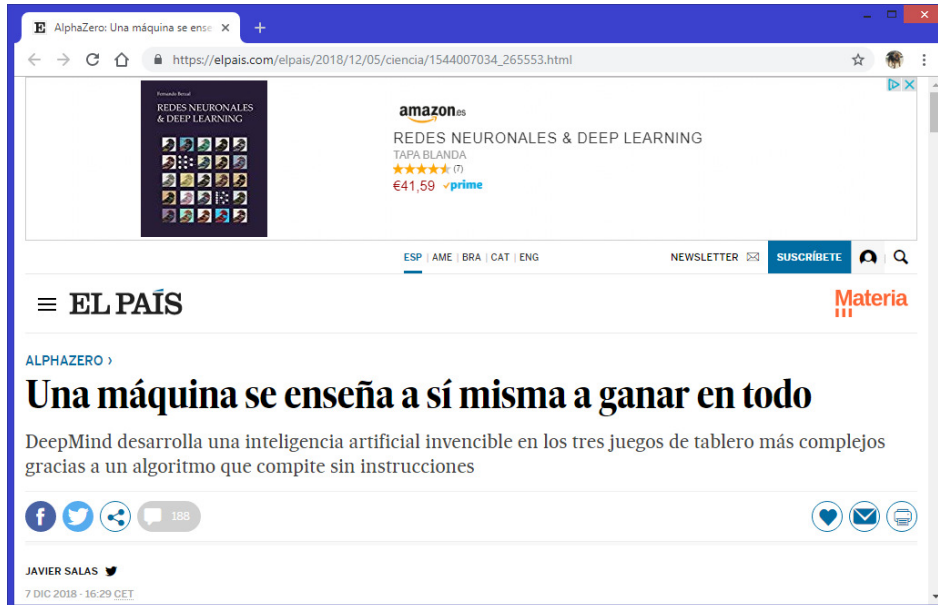 AlphaZero: Una máquina se ense
https://elpais.com/elpais/2018/12/05/ciencia/1544007034_265553.html
Fernando Berzal
REDES NEURONALES
& DEEP LEARNING
amazon.es
REDES NEURONALES & DEEP LEARNING
TAPA BLANDA
(7)
€41,59 prime
ESP | AME | BRA | CAT | ENG NEWSLETTER SUSCRÍBETE
EL PAÍS Materia
ALPHAZERO ›
Una máquina se enseña a sí misma a ganar en todo
DeepMind desarrolla una inteligencia artificial invencible en los tres juegos de tablero más complejos
gracias a un algoritmo que compite sin instrucciones
188
JAVIER SALAS
7 DIC 2018 - 16:29 CET